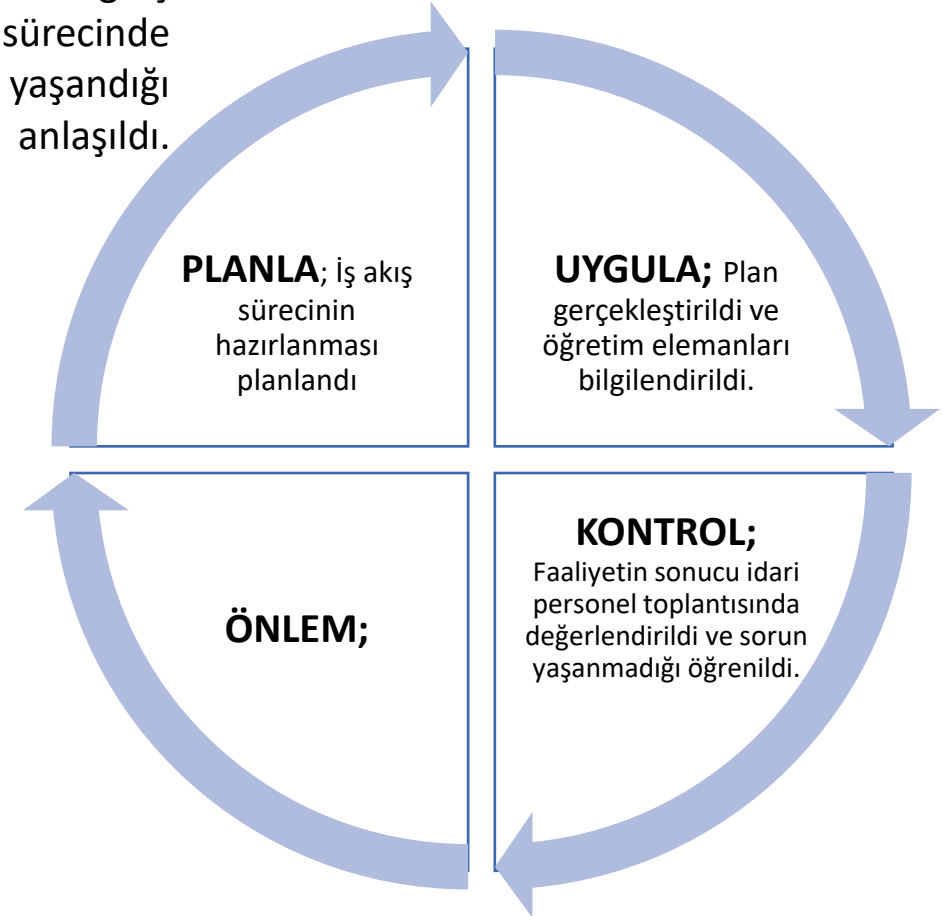 sürecinde
yaşandığı
anlaşıldı.
PLANLA; İş akış
sürecinin
hazırlanması
planlandı
UYGULA; Plan
gerçekleştirildi ve
öğretim elemanları
bilgilendirildi.
KONTROL;
Faaliyetin sonucu idari
personel toplantısında
değerlendirildi ve sorun
yaşanmadığı öğrenildi.
ÖNLEM;